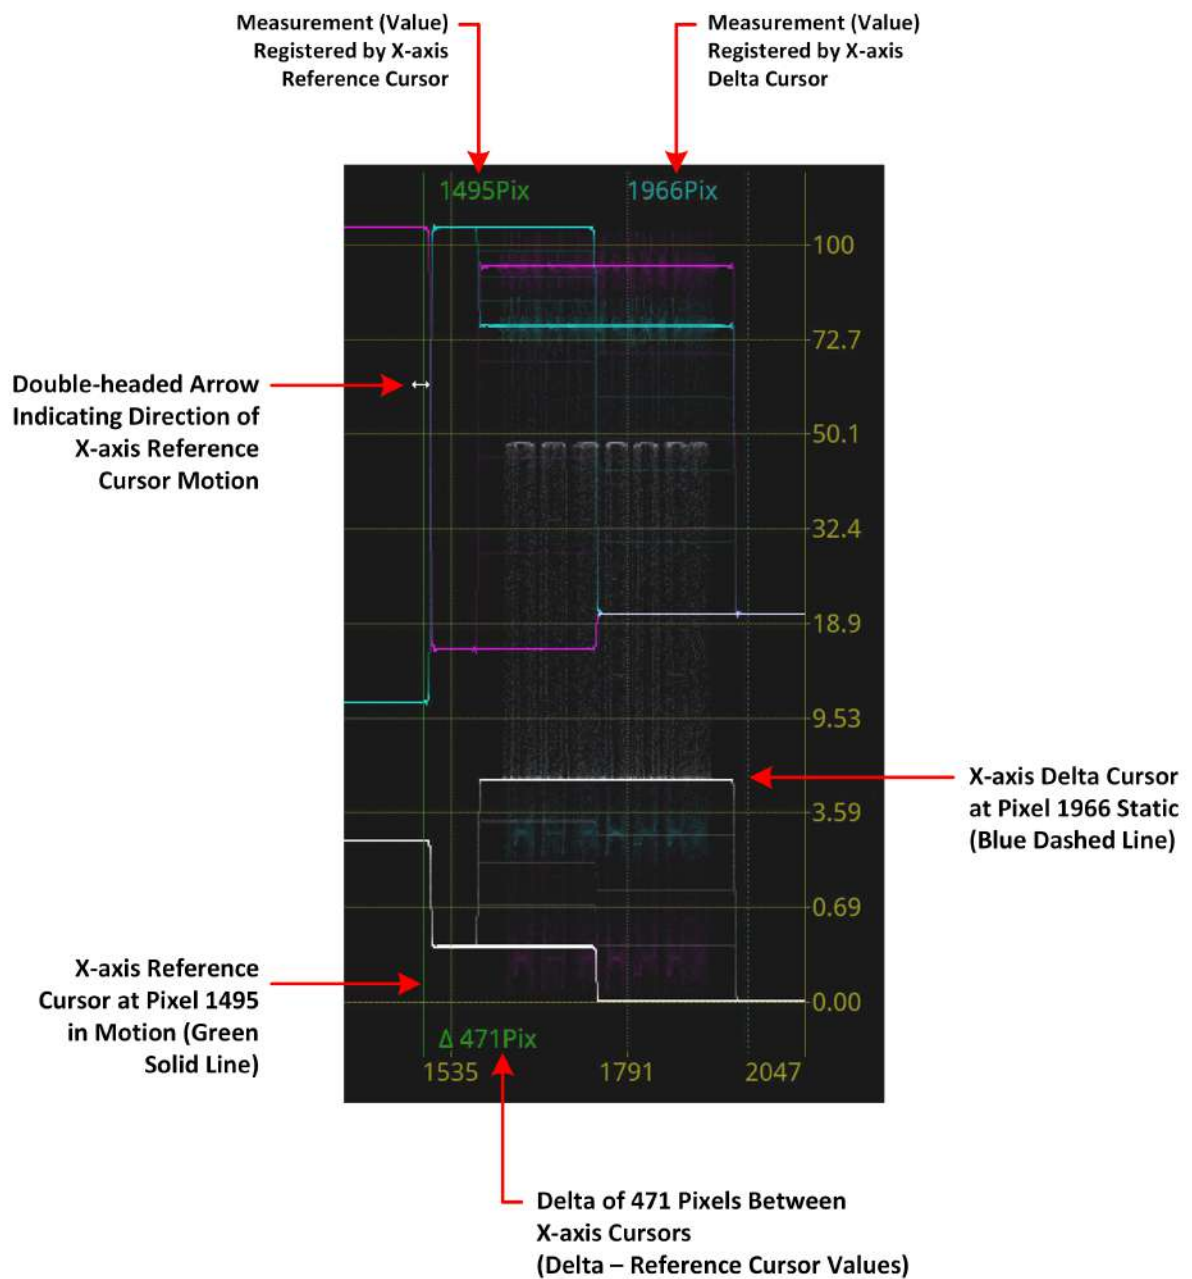 Measurement (Value)
Registered by X-axis
Reference Cursor
Measurement (Value)
Registered by X-axis
Delta Cursor
1495Pix
1966Pix
100
72.7
50.1
32.4
18.9
9.53
3.59
0.69
0.00
Double-headed Arrow
Indicating Direction of
X-axis Reference
Cursor Motion
X-axis Delta Cursor
at Pixel 1966 Static
(Blue Dashed Line)
X-axis Reference
Cursor at Pixel 1495
in Motion (Green
Solid Line)
Δ 471Pix
1535
1791
2047
Delta of 471 Pixels Between
X-axis Cursors
(Delta – Reference Cursor Values)